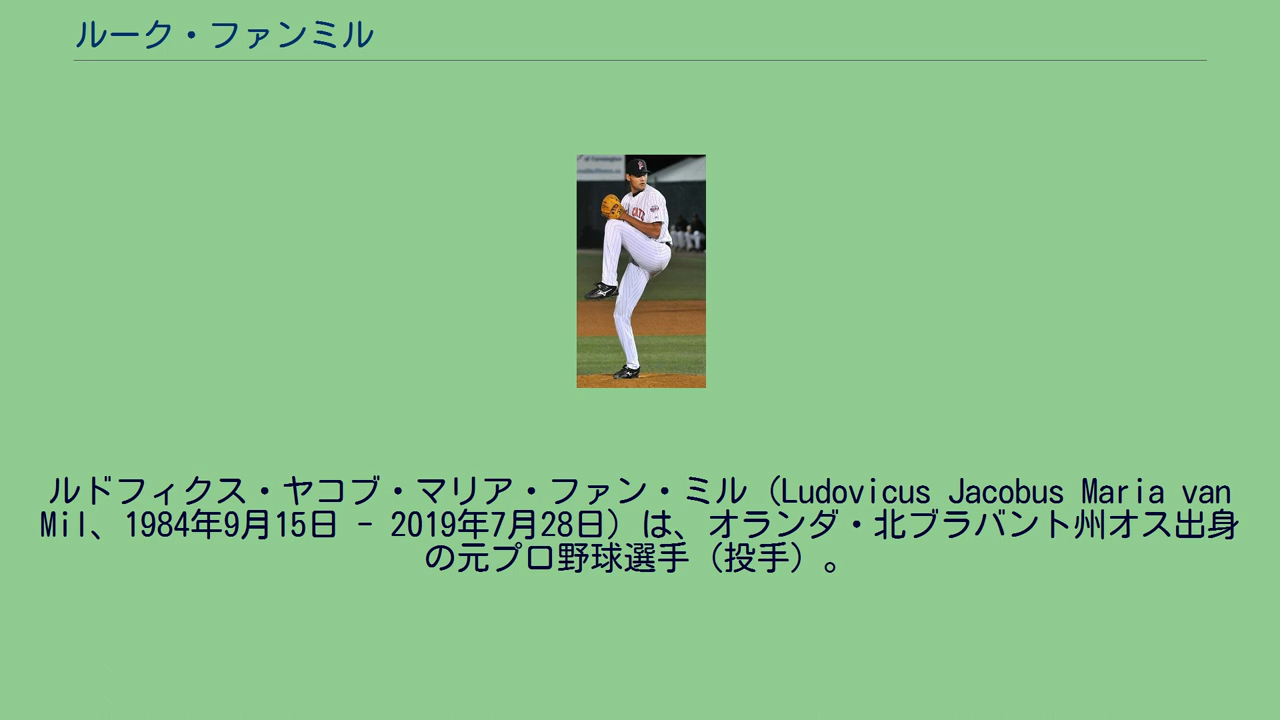 ルーク・ファンミル
ルドフィクス・ヤコブ・マリア・ファン・ミル（Ludovicus Jacobus Maria van
Mil、1984年9月15日 - 2019年7月28日）は、オランダ・北ブラバント州オス出身
の元プロ野球選手（投手）。